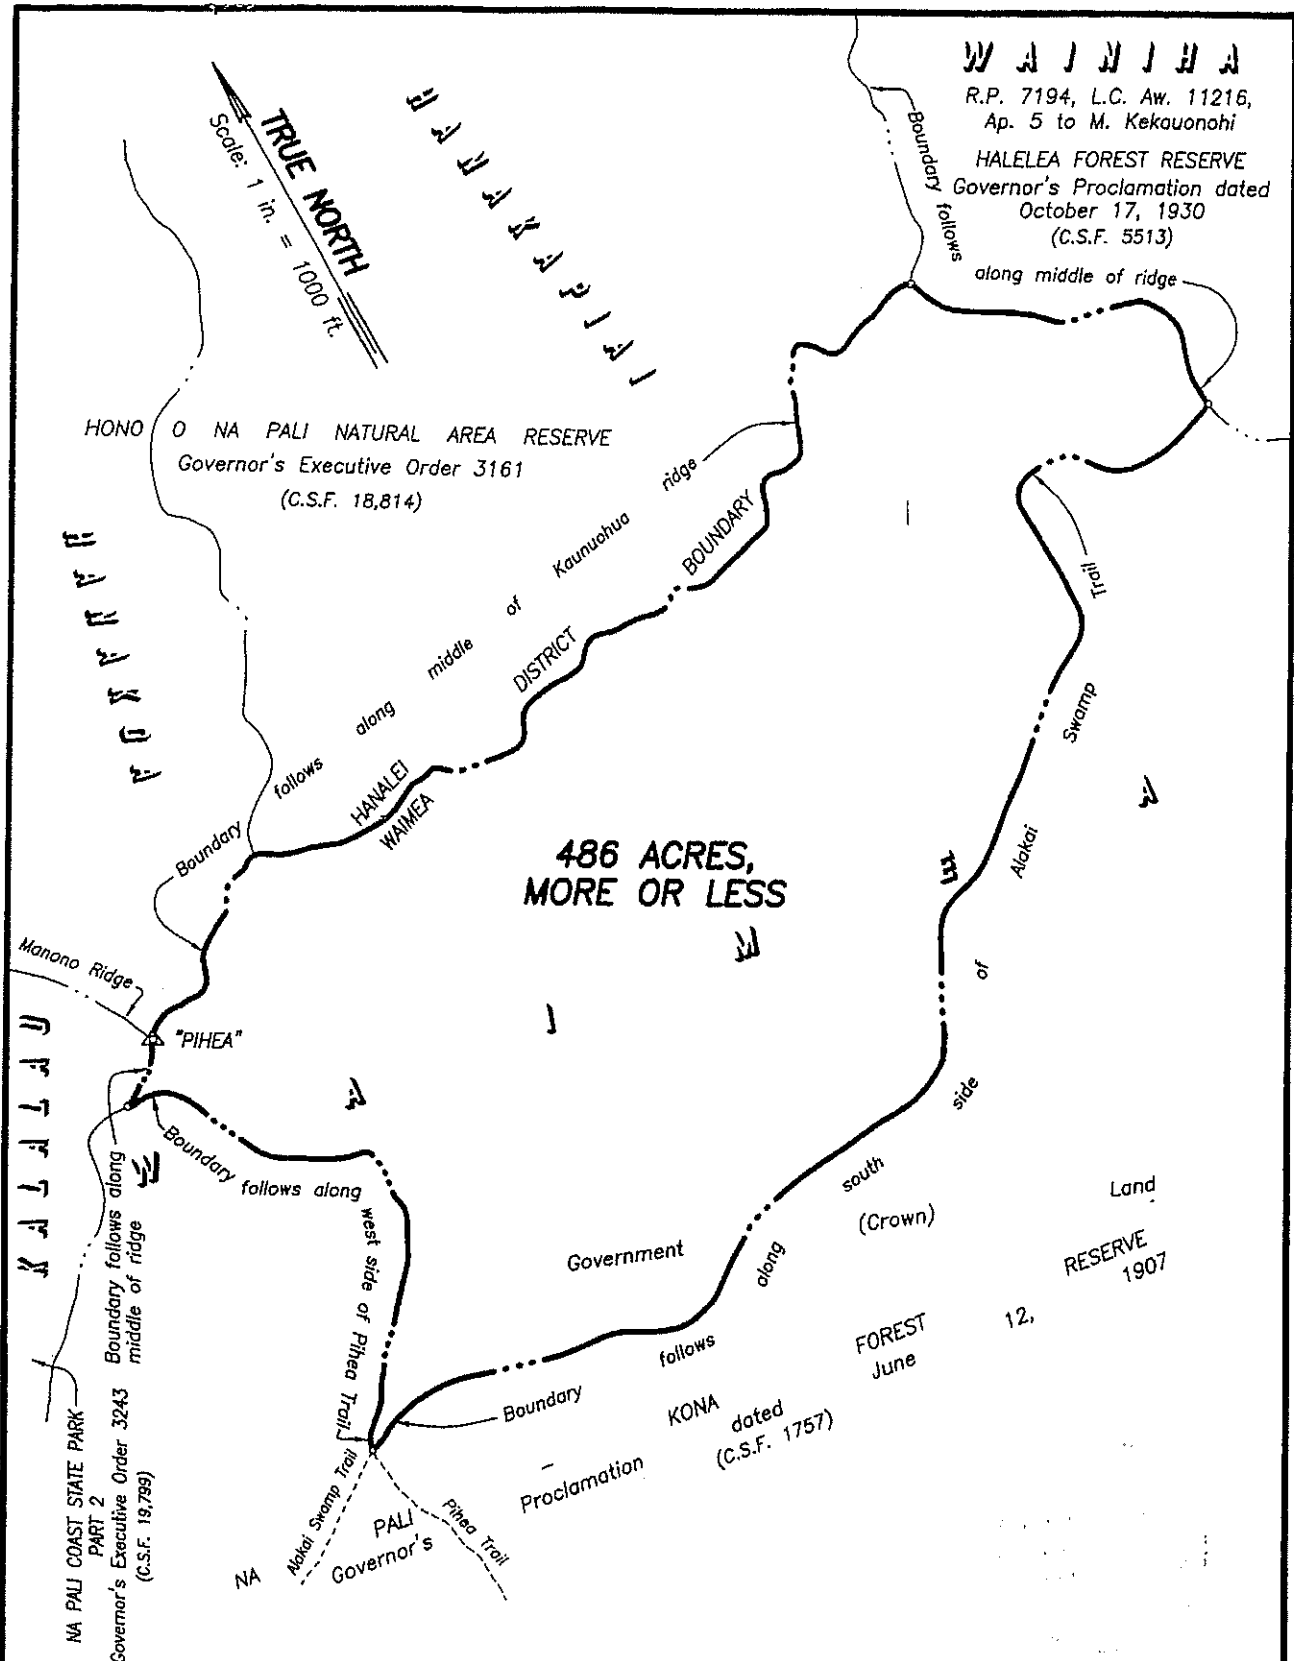 WAINIHA
R.P. 7194, L.C. Aw. 11216,
Ap. 5 to M. Kekauonohi
HALELEA FOREST RESERVE
Governor's Proclamation dated
October 17, 1930
(C.S.F. 5513)
Boundary follows
along middle of ridge
TRUE NORTH
Scale: 1 in. = 1000 ft.
HANAKAPIAI
HONO O NA PALI NATURAL AREA RESERVE
Governor's Executive Order 3161
(C.S.F. 18,814)
HANAKOA
Boundary follows along middle of Kaunuohua ridge
HANALEI DISTRICT BOUNDARY
WAIMEA
486 ACRES,
MORE OR LESS
Manono Ridge
"PIHEA"
KALALAU
WAIMEA
Boundary follows along
middle of ridge
Boundary follows along west side of Pihea Trail
Boundary follows along south side of Alakai Swamp Trail
Government (Crown) Land
NA PALI KONA FOREST RESERVE
Governor's Proclamation dated June 12, 1907
(C.S.F. 1757)
Alakai Swamp Trail
Pihea Trail
NA PALI COAST STATE PARK
PART 2
Governor's Executive Order 3243
(C.S.F. 19,799)